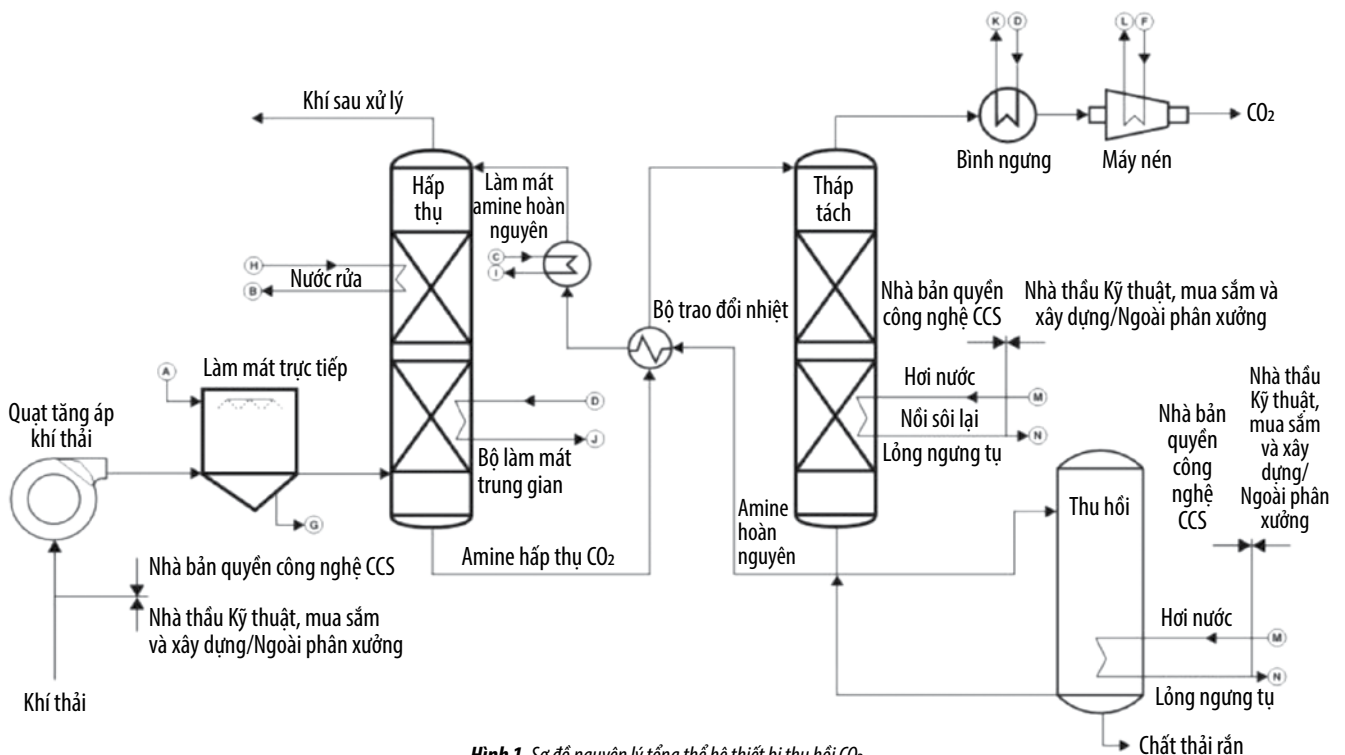 K
D
L
F
Khí sau xử lý
CO₂
Bình ngưng
Máy nén
Hấp
thụ
Làm mát
amine hoàn
nguyên
Tháp
tách
C
I
H
Nước rửa
B
Bộ trao đổi nhiệt
Nhà bản quyền
công nghệ CCS
Nhà thầu Kỹ thuật, mua sắm và
xây dựng/Ngoài phân xưởng
Làm mát trực tiếp
A
Hơi nước
M
Nồi sôi lại
N
Lỏng ngưng tụ
D
J
Bộ làm mát
trung gian
Quạt tăng áp
khí thải
G
Nhà bản
quyền
công
nghệ
CCS
Nhà thầu
Kỹ thuật,
mua sắm
và xây
dựng/
Ngoài phân
xưởng
Thu hồi
Amine
hoàn
nguyên
Amine hấp thụ CO₂
Nhà bản quyền công nghệ CCS
Nhà thầu Kỹ thuật, mua sắm
và xây dựng/Ngoài phân xưởng
Khí thải
Hơi nước
M
N
Lỏng ngưng tụ
Chất thải rắn
Hình 1. Sơ đồ nguyên lý tổng thể hệ thiết bị thu hồi CO₂